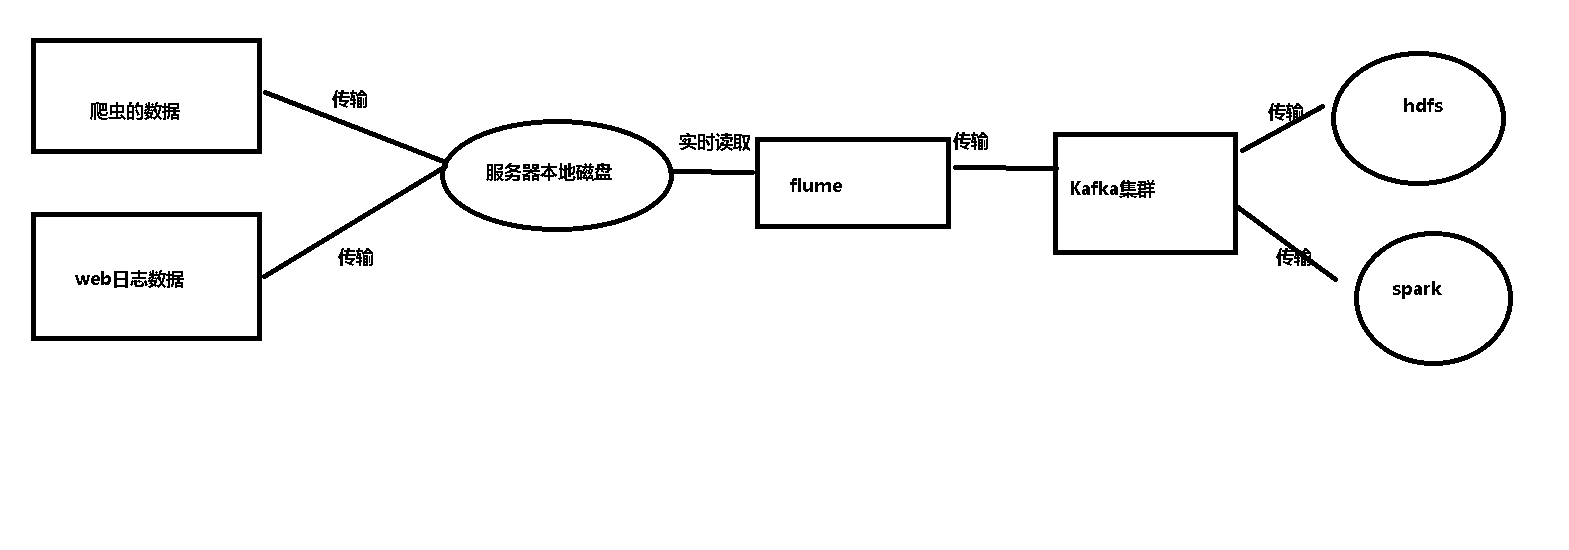 爬虫的数据
传输
web日志数据
传输
服务器本地磁盘
实时读取
flume
传输
Kafka集群
传输
hdfs
传输
spark